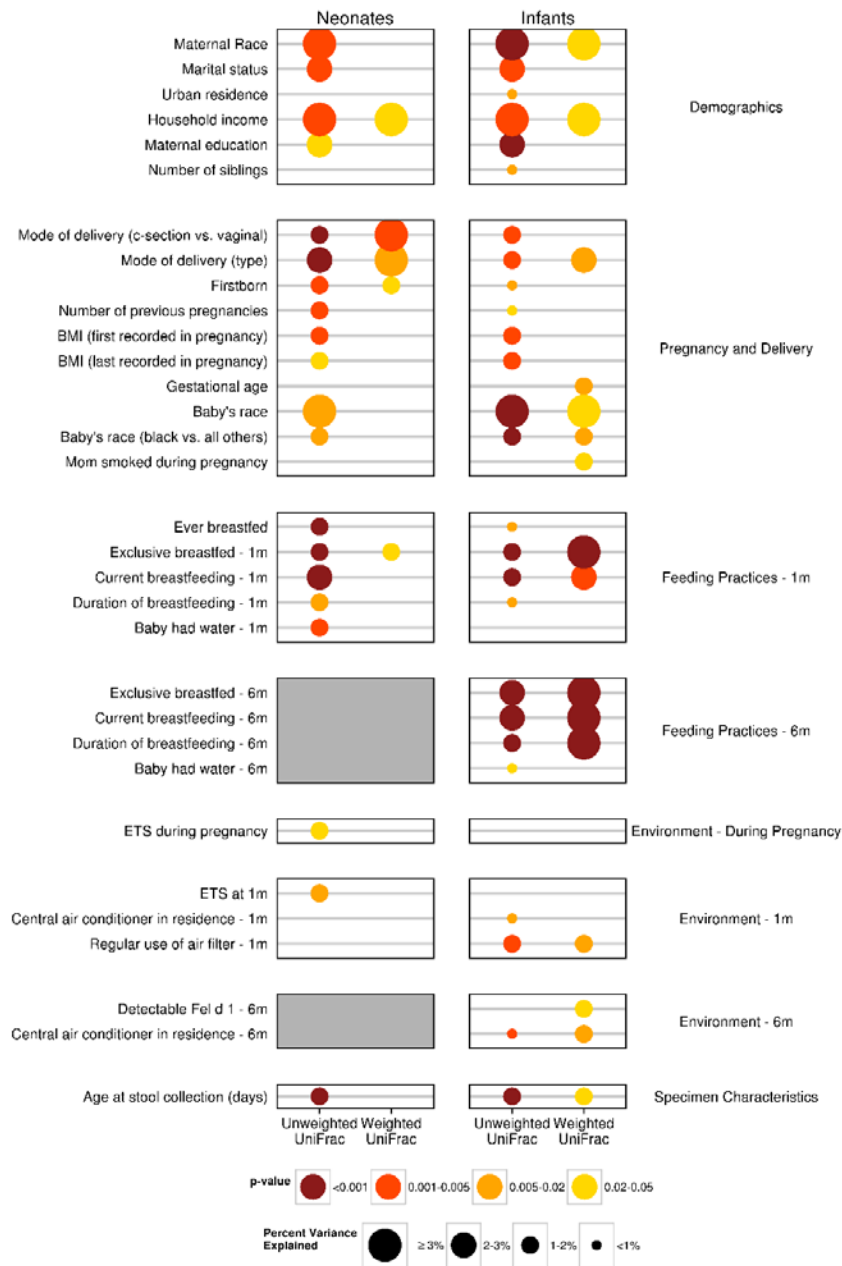 Neonates Infants
Maternal Race
Marital status
Urban residence
Household income
Maternal education
Number of siblings
Demographics
Mode of delivery (c-section vs. vaginal)
Mode of delivery (type)
Firstborn
Number of previous pregnancies
BMI (first recorded in pregnancy)
BMI (last recorded in pregnancy)
Gestational age
Baby's race
Baby's race (black vs. all others)
Mom smoked during pregnancy
Pregnancy and Delivery
Ever breastfed
Exclusive breastfed - 1m
Current breastfeeding - 1m
Duration of breastfeeding - 1m
Baby had water - 1m
Feeding Practices - 1m
Exclusive breastfed - 6m
Current breastfeeding - 6m
Duration of breastfeeding - 6m
Baby had water - 6m
Feeding Practices - 6m
ETS during pregnancy
Environment - During Pregnancy
ETS at 1m
Central air conditioner in residence - 1m
Regular use of air filter - 1m
Environment - 1m
Detectable Fel d 1 - 6m
Central air conditioner in residence - 6m
Environment - 6m
Age at stool collection (days)
Specimen Characteristics
Unweighted Weighted Unweighted Weighted
UniFrac UniFrac UniFrac UniFrac
p-value <0.001 0.001-0.005 0.005-0.02 0.02-0.05
Percent Variance
Explained ≥3% 2-3% 1-2% <1%